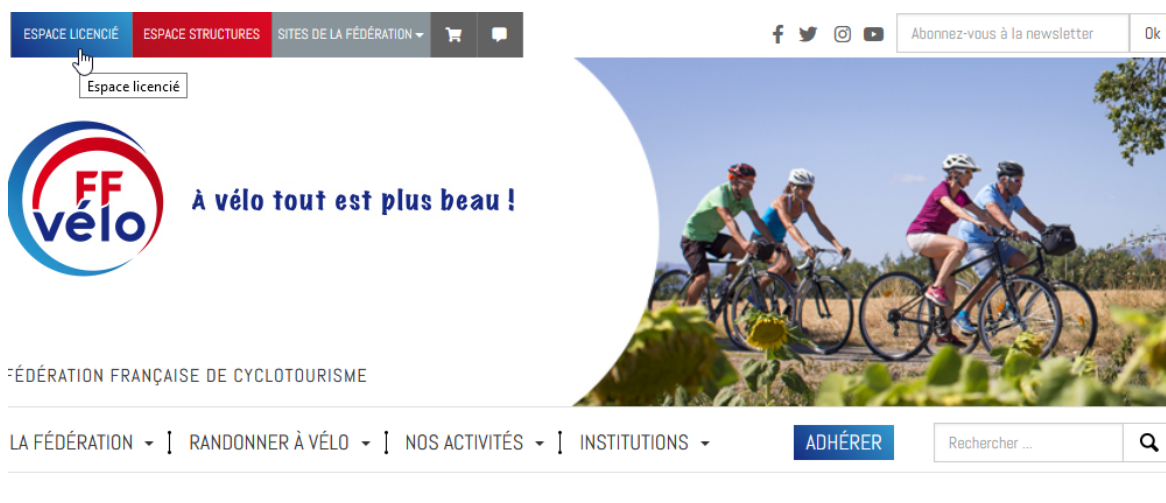 ESPACE LICENCIÉ ESPACE STRUCTURES SITES DE LA FÉDÉRATION Abonnez-vous à la newsletter Ok
Espace licencié
FF
vélo
À vélo tout est plus beau !
FÉDÉRATION FRANÇAISE DE CYCLOTOURISME
LA FÉDÉRATION RANDONNER À VÉLO NOS ACTIVITÉS INSTITUTIONS ADHÉRER Rechercher ...